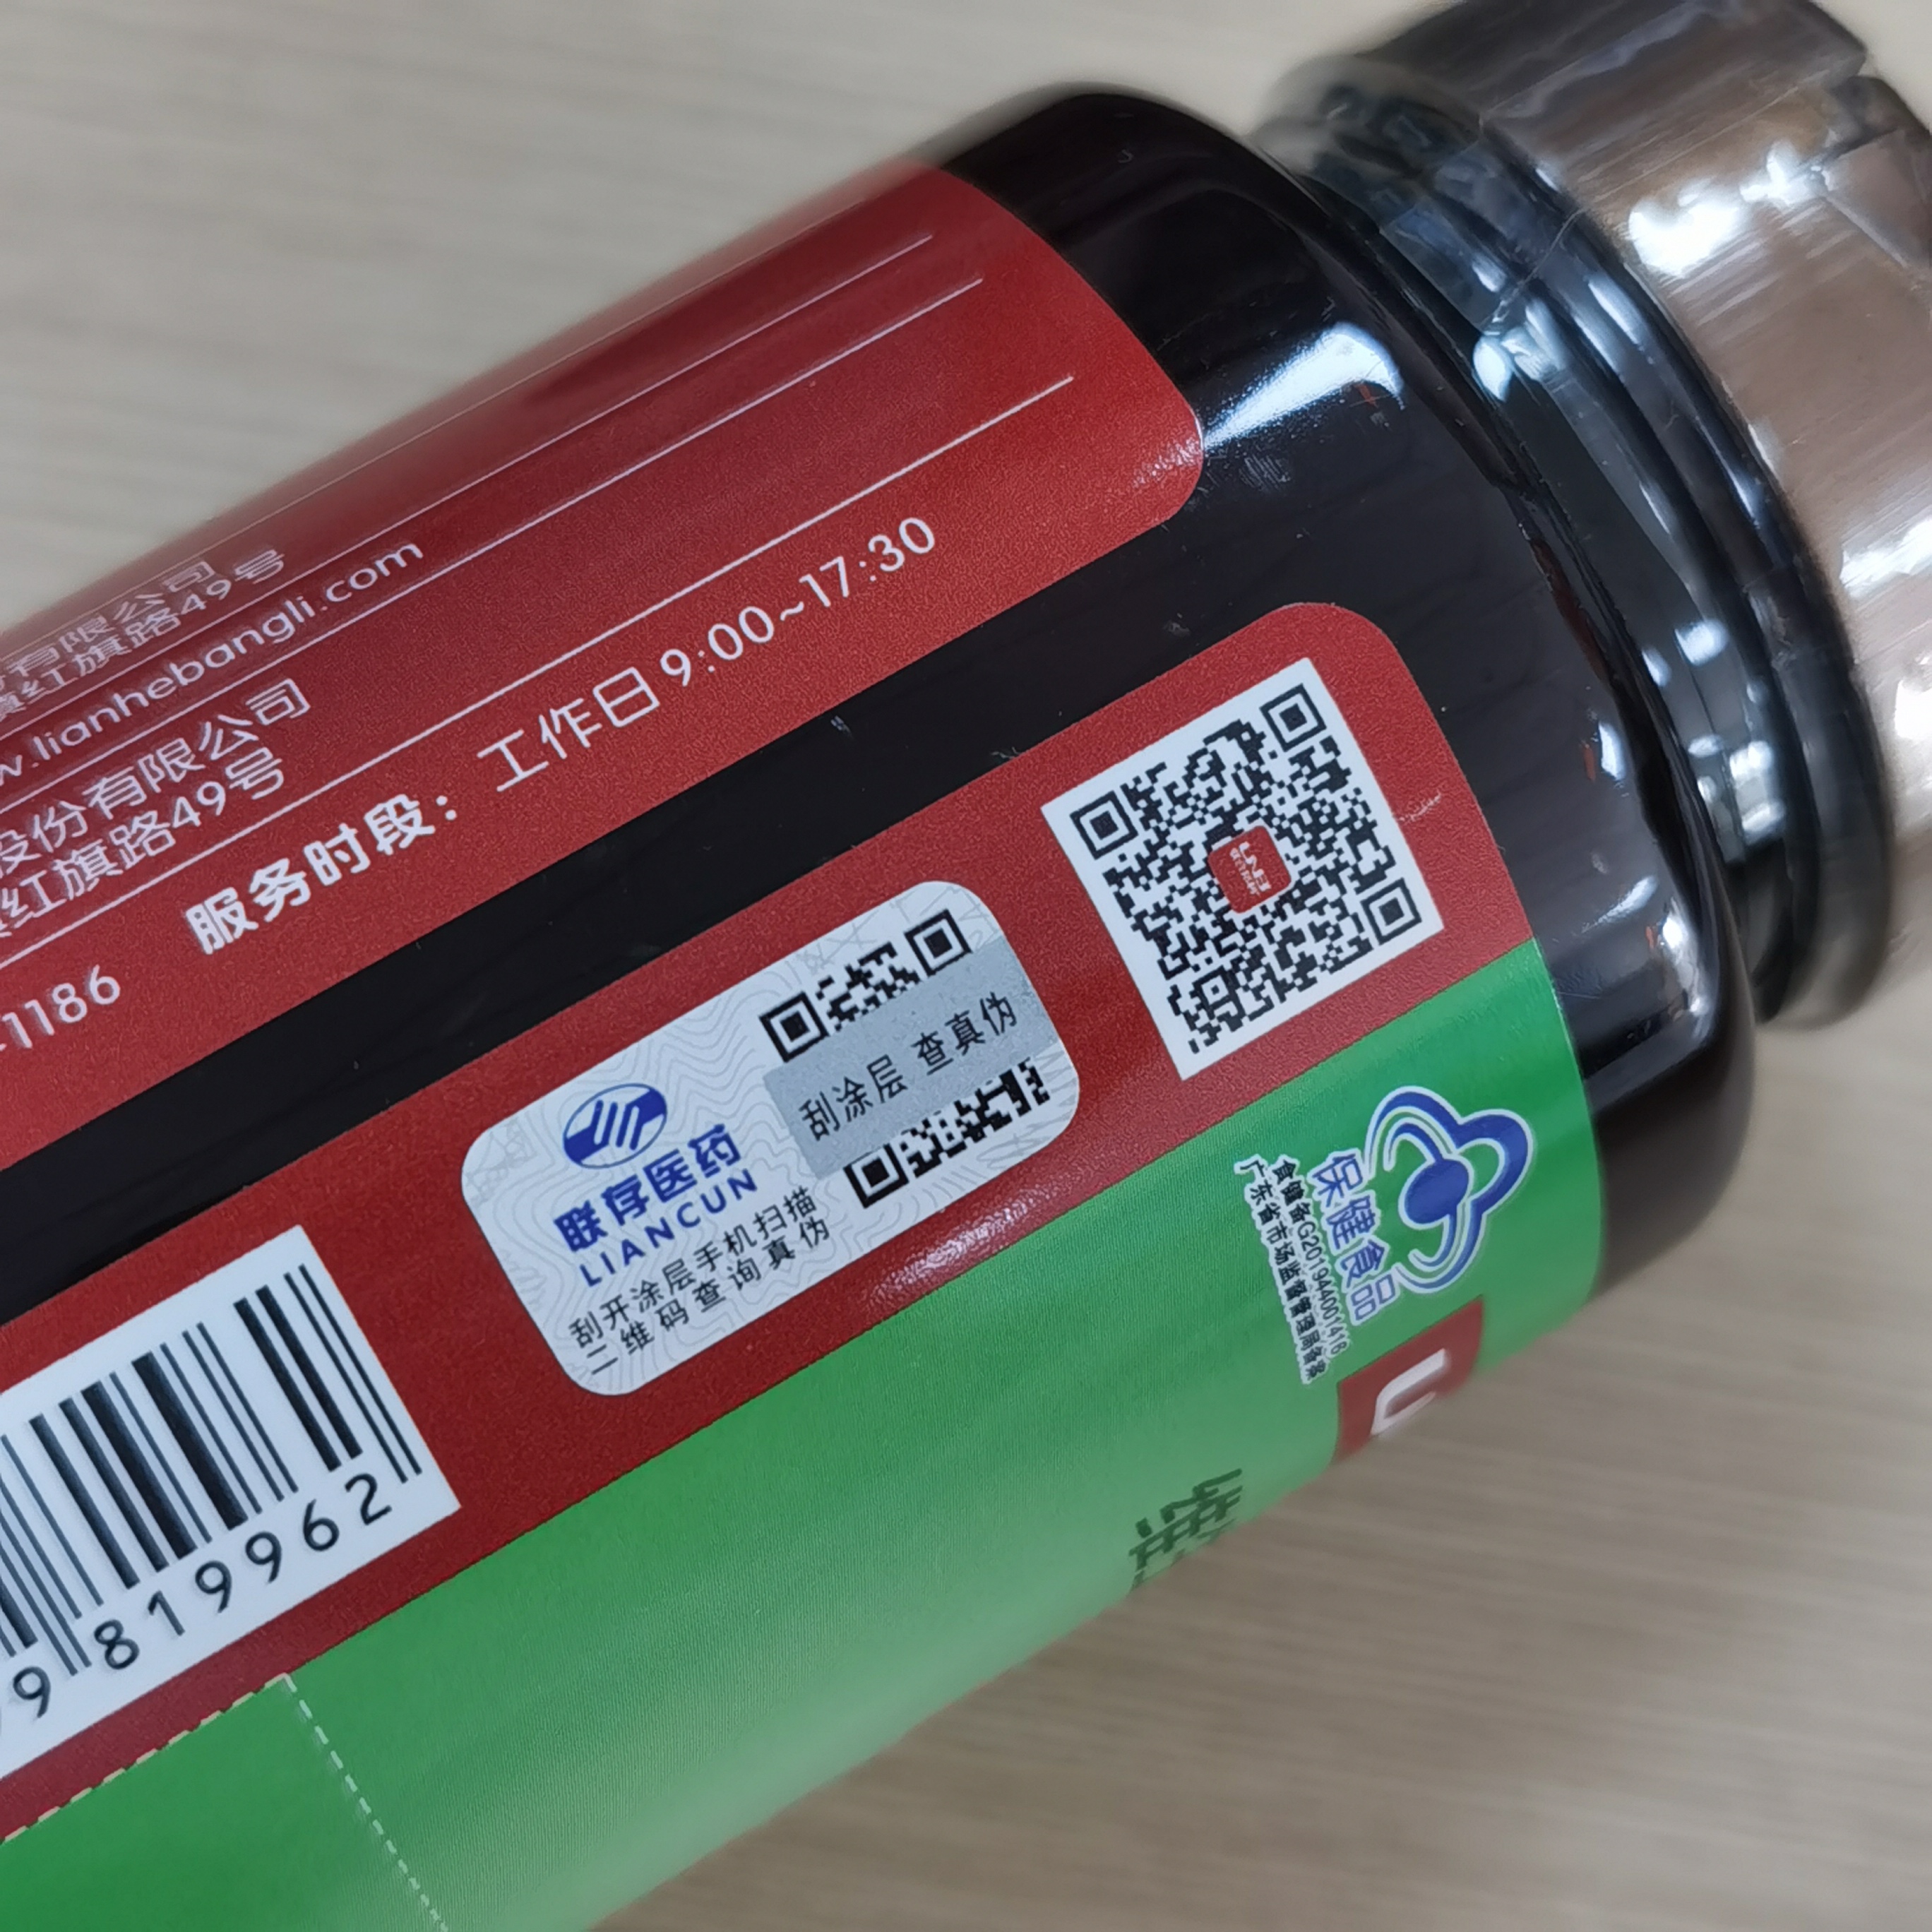 有限公司
红旗路49号
w.lianhebangli.com
股份有限公司
红旗路49号
1186 服务时段：工作日 9:00~17:30
联存医药
LIANCUN
刮开涂层手机扫描
二维码查询真伪
刮涂层 查真伪
9819962
保健食品
食健备G201944001418
广东省市场监督管理局备案
U